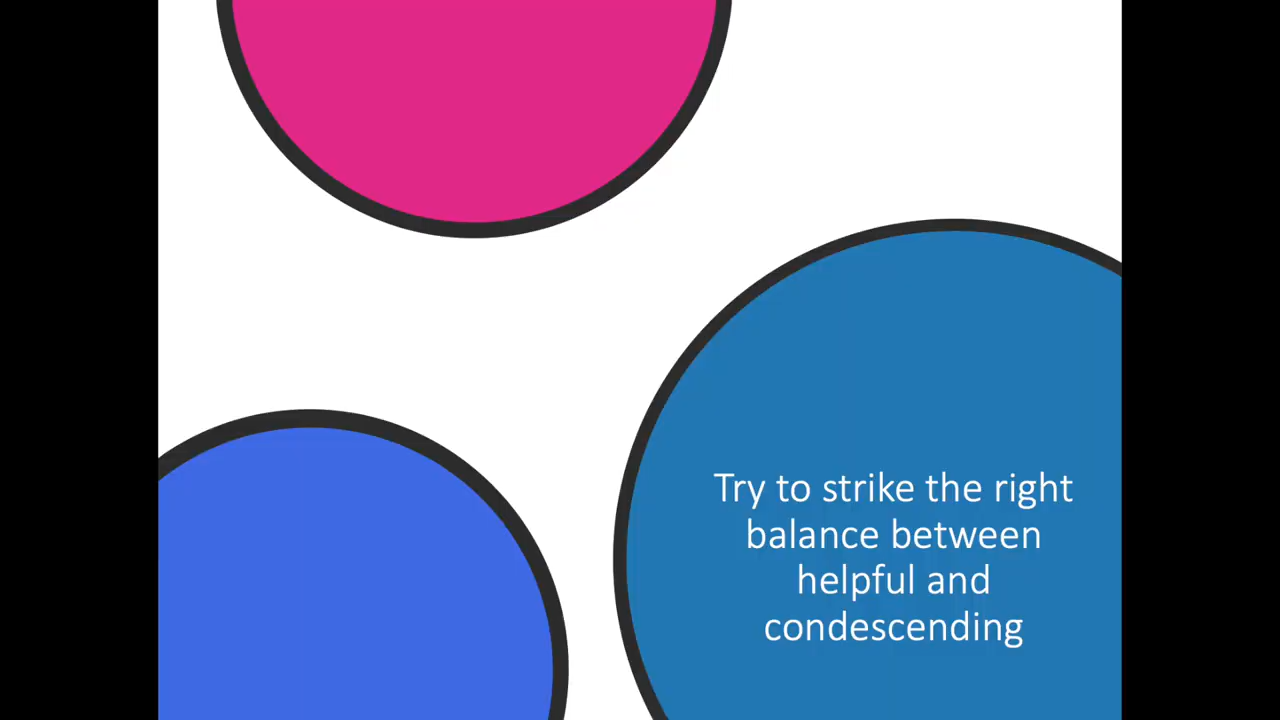 Try to strike the right
balance between
helpful and
condescending